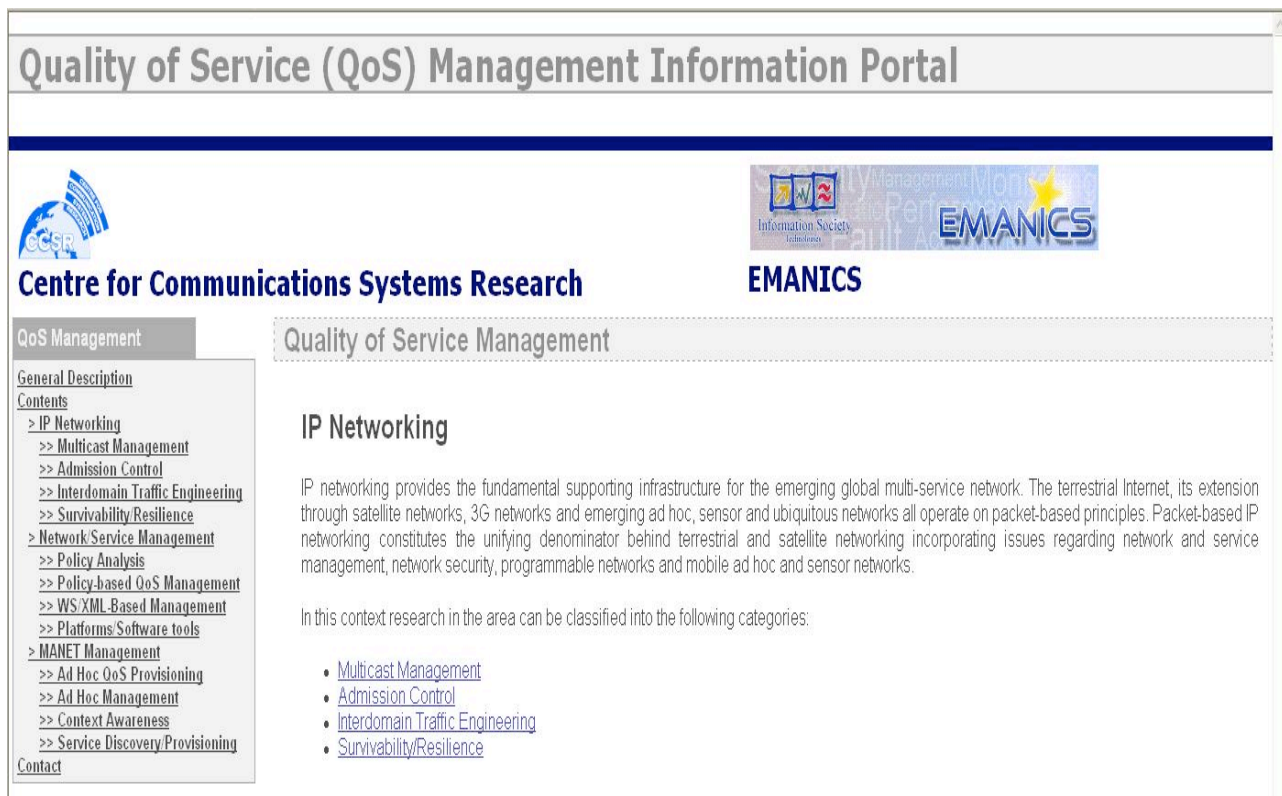 Quality of Service (QoS) Management Information Portal
CCSR
Centre for Communications Systems Research
Information Society
Technologies
Security Management Monitoring
Performance
Fault
EMANICS
EMANICS
QoS Management
General Description
Contents
> IP Networking
>> Multicast Management
>> Admission Control
>> Interdomain Traffic Engineering
>> Survivability/Resilience
> Network/Service Management
>> Policy Analysis
>> Policy-based QoS Management
>> WS/XML-Based Management
>> Platforms/Software tools
> MANET Management
>> Ad Hoc QoS Provisioning
>> Ad Hoc Management
>> Context Awareness
>> Service Discovery/Provisioning
Contact
Quality of Service Management
IP Networking
IP networking provides the fundamental supporting infrastructure for the emerging global multi-service network. The terrestrial Internet, its extension
through satellite networks, 3G networks and emerging ad hoc, sensor and ubiquitous networks all operate on packet-based principles. Packet-based IP
networking constitutes the unifying denominator behind terrestrial and satellite networking incorporating issues regarding network and service
management, network security, programmable networks and mobile ad hoc and sensor networks.
In this context research in the area can be classified into the following categories:
• Multicast Management
• Admission Control
• Interdomain Traffic Engineering
• Survivability/Resilience